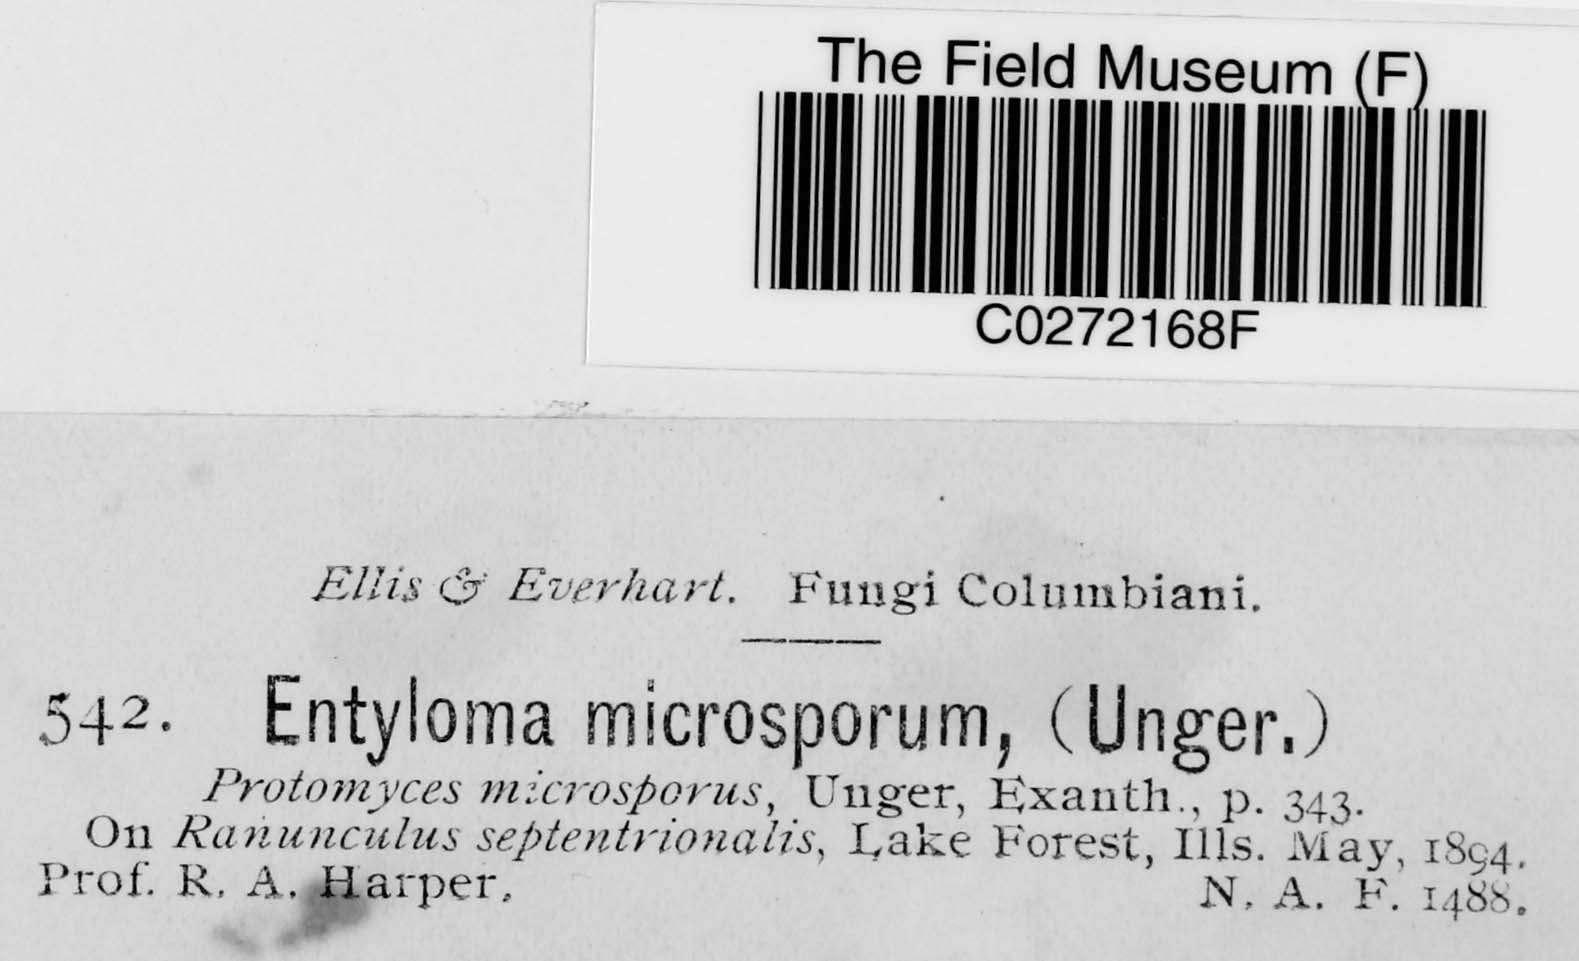 The Field Museum (F)
C0272168F
Ellis & Everhart. Fungi Columbiani.
542. Entyloma microsporum, (Unger.)
Protomyces microsporus, Unger, Exanth., p. 343.
On Ranunculus septentrionalis, Lake Forest, Ills. May, 1894.
Prof. R. A. Harper. N. A. F. 1488.